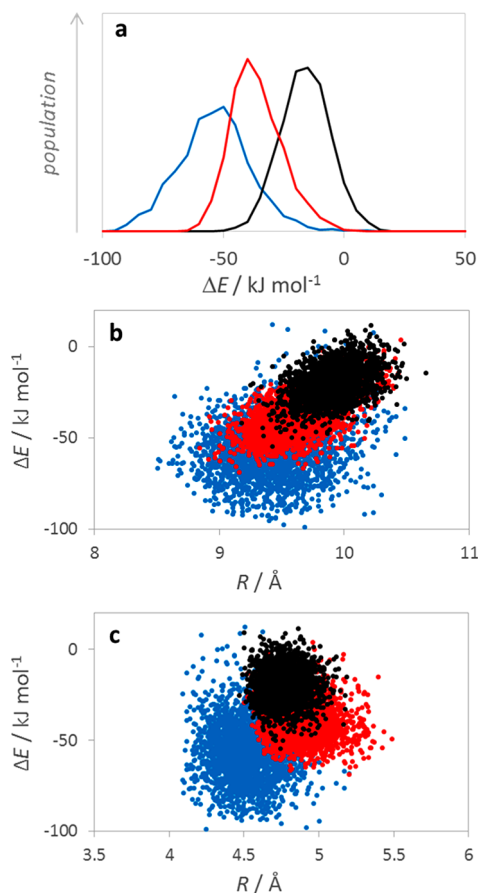 a
population
-100 -50 0 50
ΔE / kJ mol⁻¹
b
0
-50
-100
ΔE / kJ mol⁻¹
8 9 10 11
R / Å
c
0
-50
-100
ΔE / kJ mol⁻¹
3.5 4 4.5 5 5.5 6
R / Å